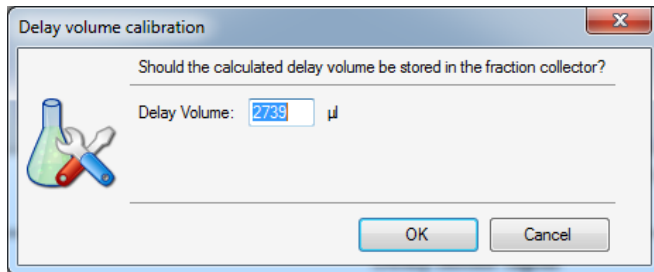 Delay volume calibration
Should the calculated delay volume be stored in the fraction collector?
Delay Volume: 2739 µl
OK Cancel